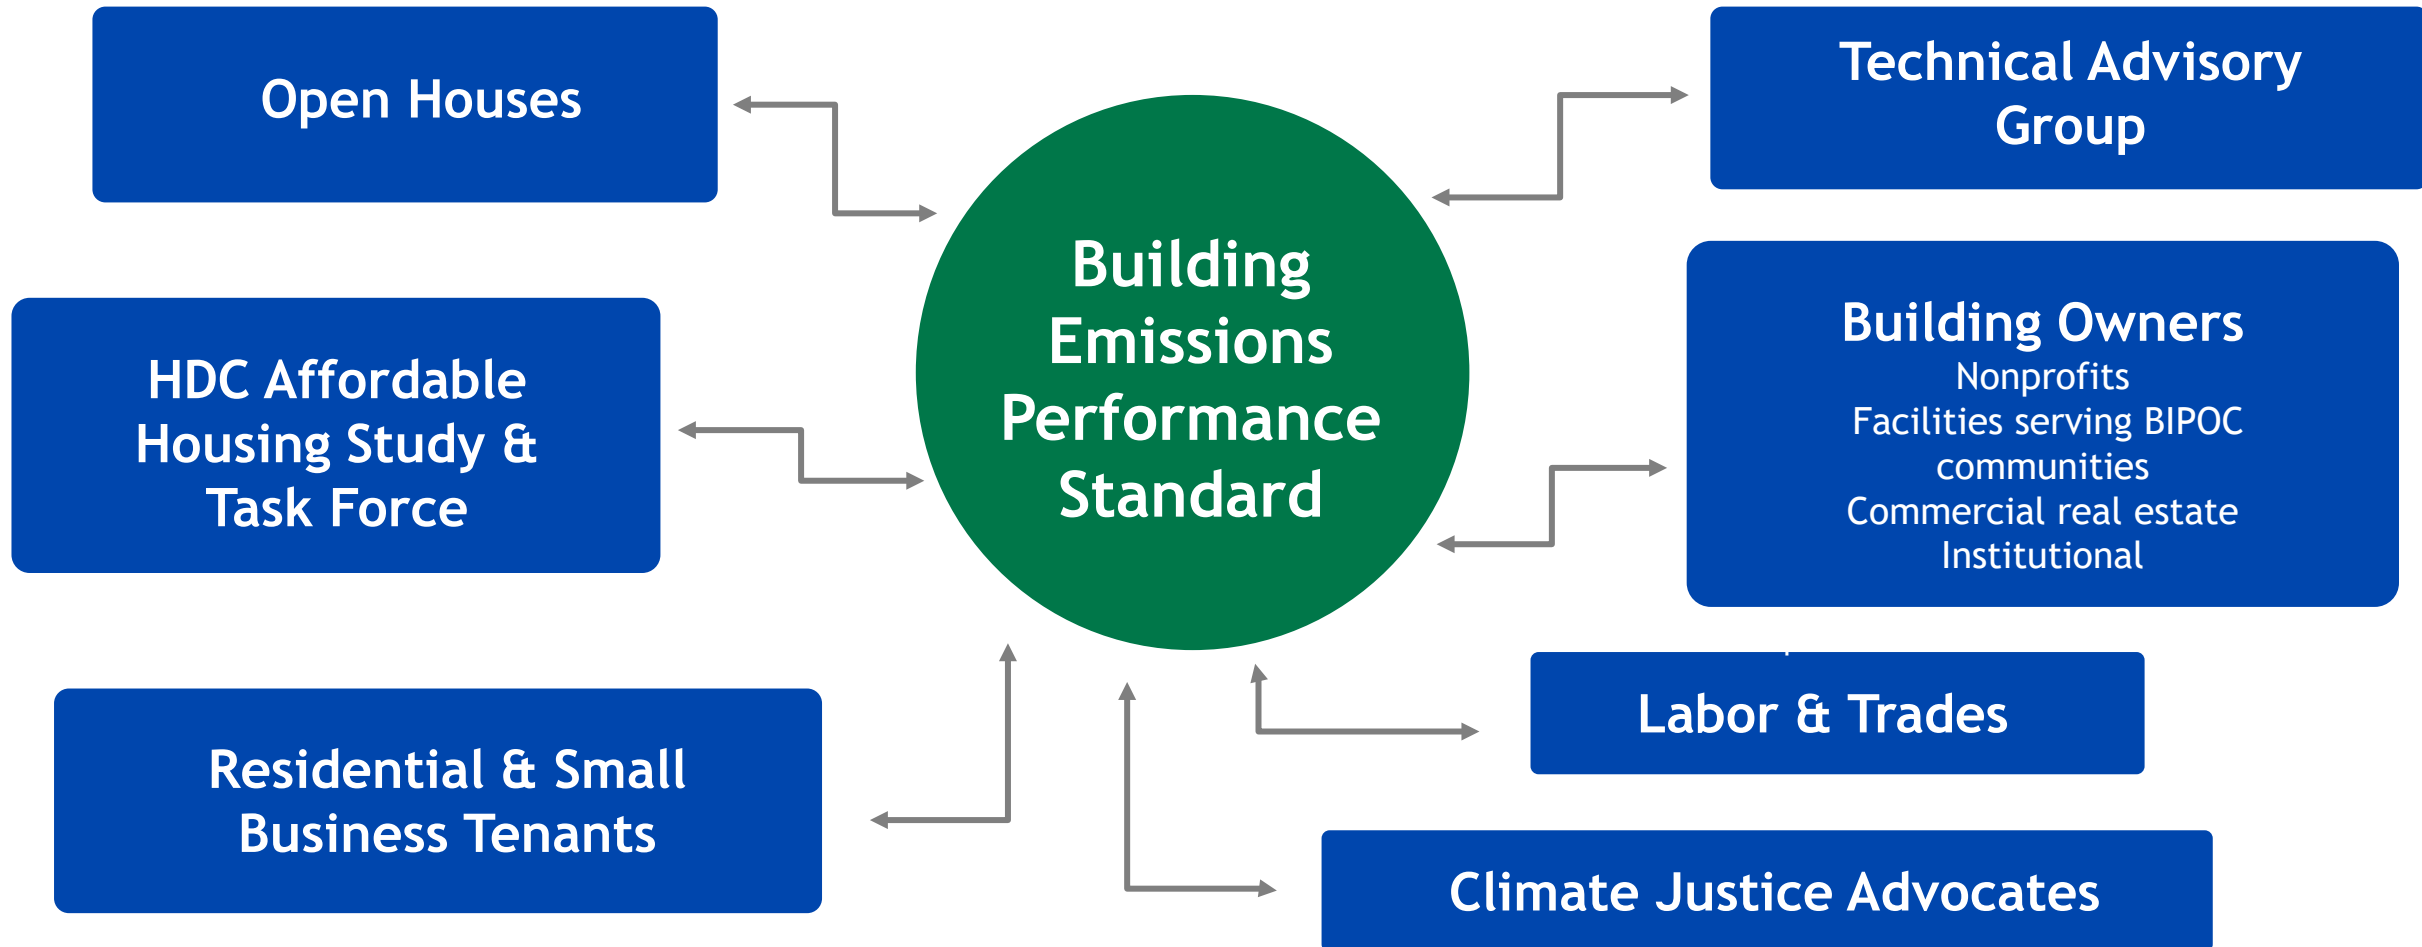 Open Houses
Technical Advisory
Group
Building
Emissions
Performance
Standard
HDC Affordable
Housing Study &
Task Force
Building Owners
Nonprofits
Facilities serving BIPOC
communities
Commercial real estate
Institutional
Residential & Small
Business Tenants
Labor & Trades
Climate Justice Advocates